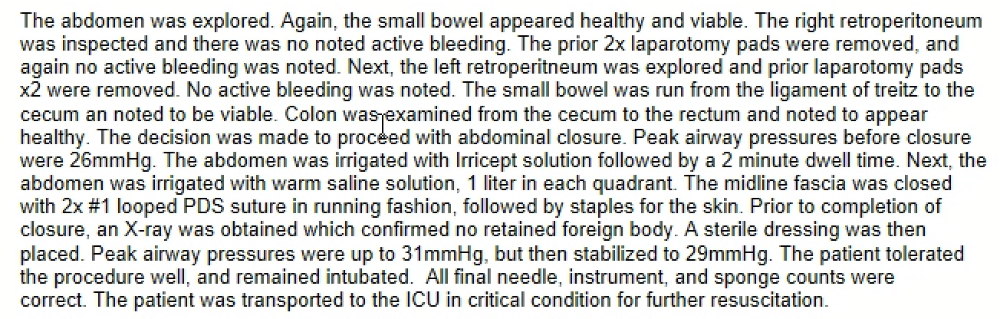 The abdomen was explored. Again, the small bowel appeared healthy and viable. The right retroperitoneum
was inspected and there was no noted active bleeding. The prior 2x laparotomy pads were removed, and
again no active bleeding was noted. Next, the left retroperitneum was explored and prior laparotomy pads
x2 were removed. No active bleeding was noted. The small bowel was run from the ligament of treitz to the
cecum an noted to be viable. Colon was examined from the cecum to the rectum and noted to appear
healthy. The decision was made to proceed with abdominal closure. Peak airway pressures before closure
were 26mmHg. The abdomen was irrigated with Irricept solution followed by a 2 minute dwell time. Next, the
abdomen was irrigated with warm saline solution, 1 liter in each quadrant. The midline fascia was closed
with 2x #1 looped PDS suture in running fashion, followed by staples for the skin. Prior to completion of
closure, an X-ray was obtained which confirmed no retained foreign body. A sterile dressing was then
placed. Peak airway pressures were up to 31mmHg, but then stabilized to 29mmHg. The patient tolerated
the procedure well, and remained intubated.  All final needle, instrument, and sponge counts were
correct. The patient was transported to the ICU in critical condition for further resuscitation.